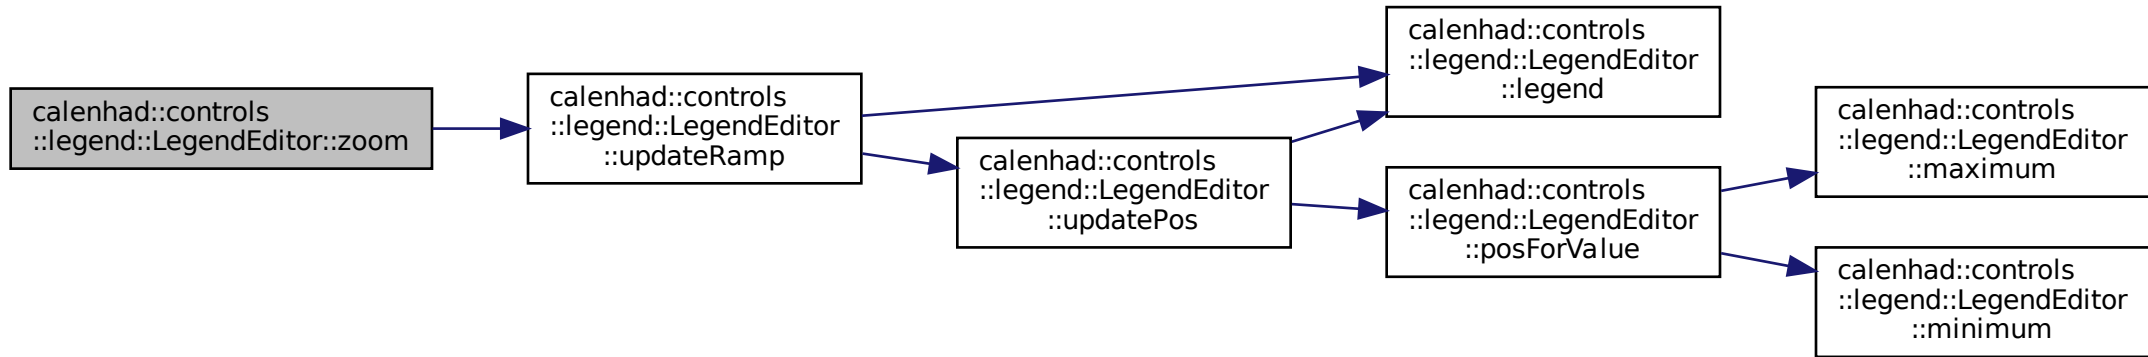 calenhad::controls
::legend::LegendEditor::zoom
calenhad::controls
::legend::LegendEditor
::updateRamp
calenhad::controls
::legend::LegendEditor
::legend
calenhad::controls
::legend::LegendEditor
::updatePos
calenhad::controls
::legend::LegendEditor
::posForValue
calenhad::controls
::legend::LegendEditor
::maximum
calenhad::controls
::legend::LegendEditor
::minimum